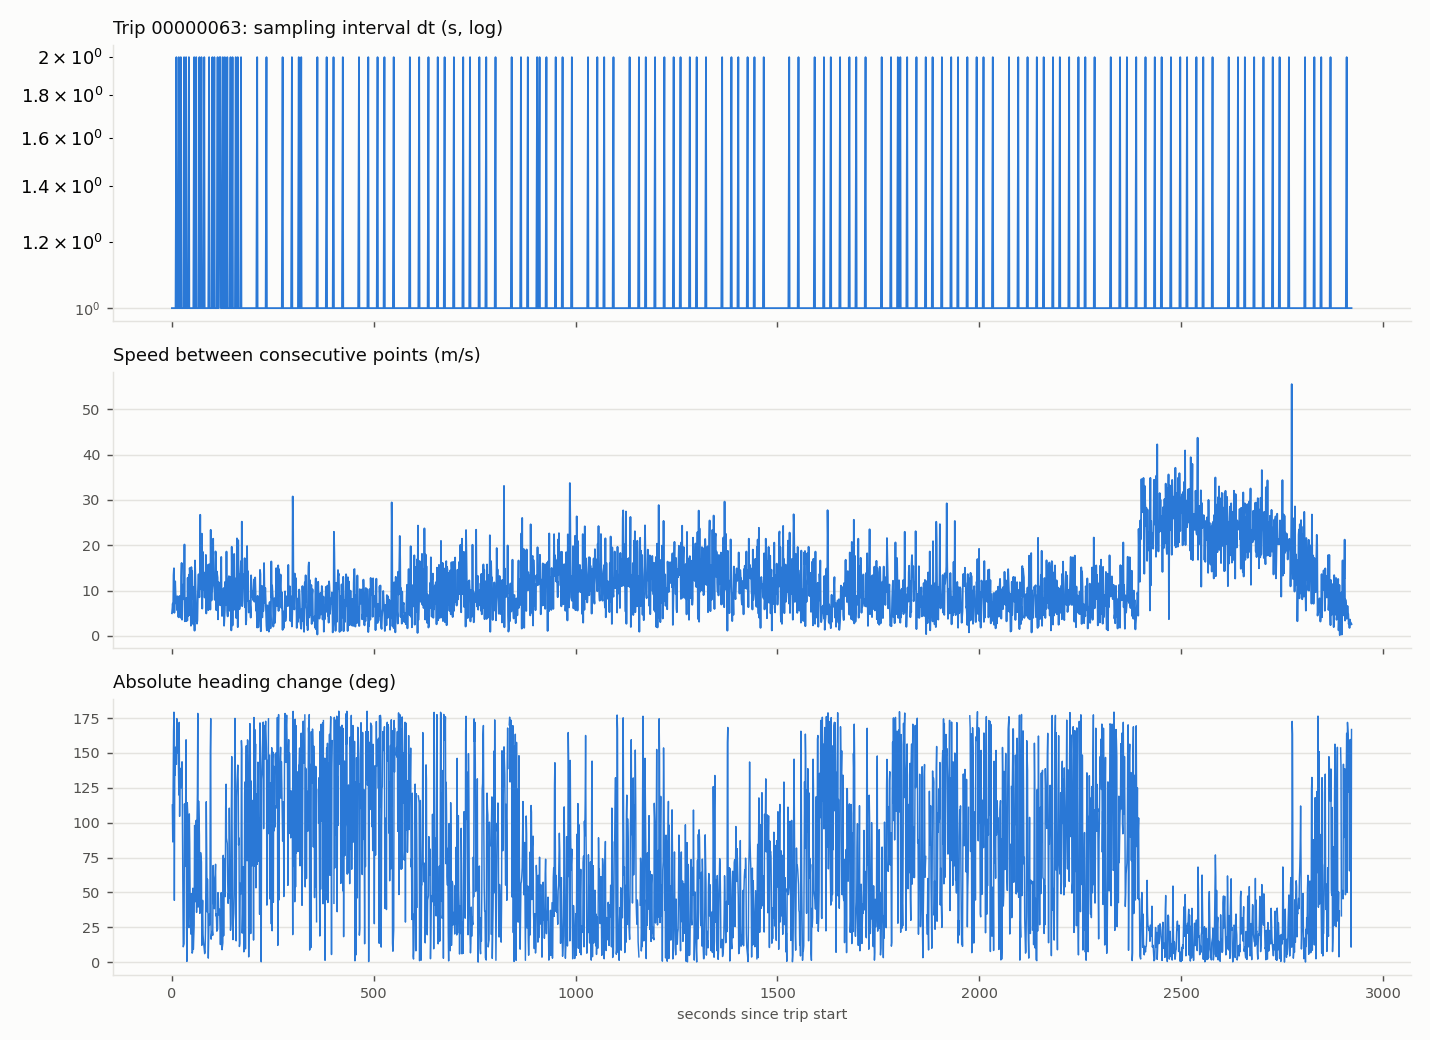 Trip 00000063: sampling interval dt (s, log)
2 × 10⁰
1.8 × 10⁰
1.6 × 10⁰
1.4 × 10⁰
1.2 × 10⁰
10⁰
Speed between consecutive points (m/s)
50
40
30
20
10
0
Absolute heading change (deg)
175
150
125
100
75
50
25
0
0 500 1000 1500 2000 2500 3000
seconds since trip start